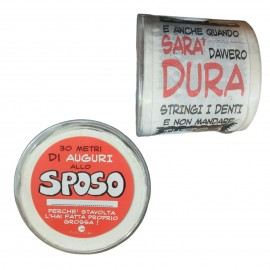 E ANCHE QUANDO
SARA'
DAVVERO
DURA
STRINGI I DENTI
E NON MANDARE
30 METRI
DI AUGURI
ALLO
SPOSO
PERCHE' STAVOLTA
L'HAI FATTA PROPRIO
GROSSA!